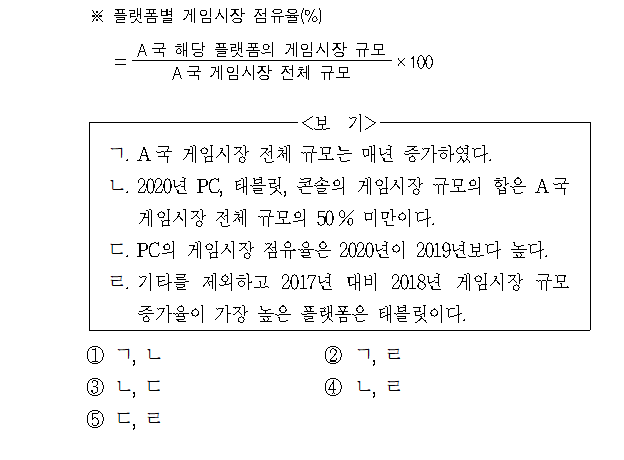 ※ 플랫폼별 게임시장 점유율(%)
= A국 해당 플랫폼의 게임시장 규모 / A국 게임시장 전체 규모 ×100
<보 기>
ㄱ. A국 게임시장 전체 규모는 매년 증가하였다.
ㄴ. 2020년 PC, 태블릿, 콘솔의 게임시장 규모의 합은 A국
게임시장 전체 규모의 50 % 미만이다.
ㄷ. PC의 게임시장 점유율은 2020년이 2019년보다 높다.
ㄹ. 기타를 제외하고 2017년 대비 2018년 게임시장 규모
증가율이 가장 높은 플랫폼은 태블릿이다.
① ㄱ, ㄴ ② ㄱ, ㄹ
③ ㄴ, ㄷ ④ ㄴ, ㄹ
⑤ ㄷ, ㄹ